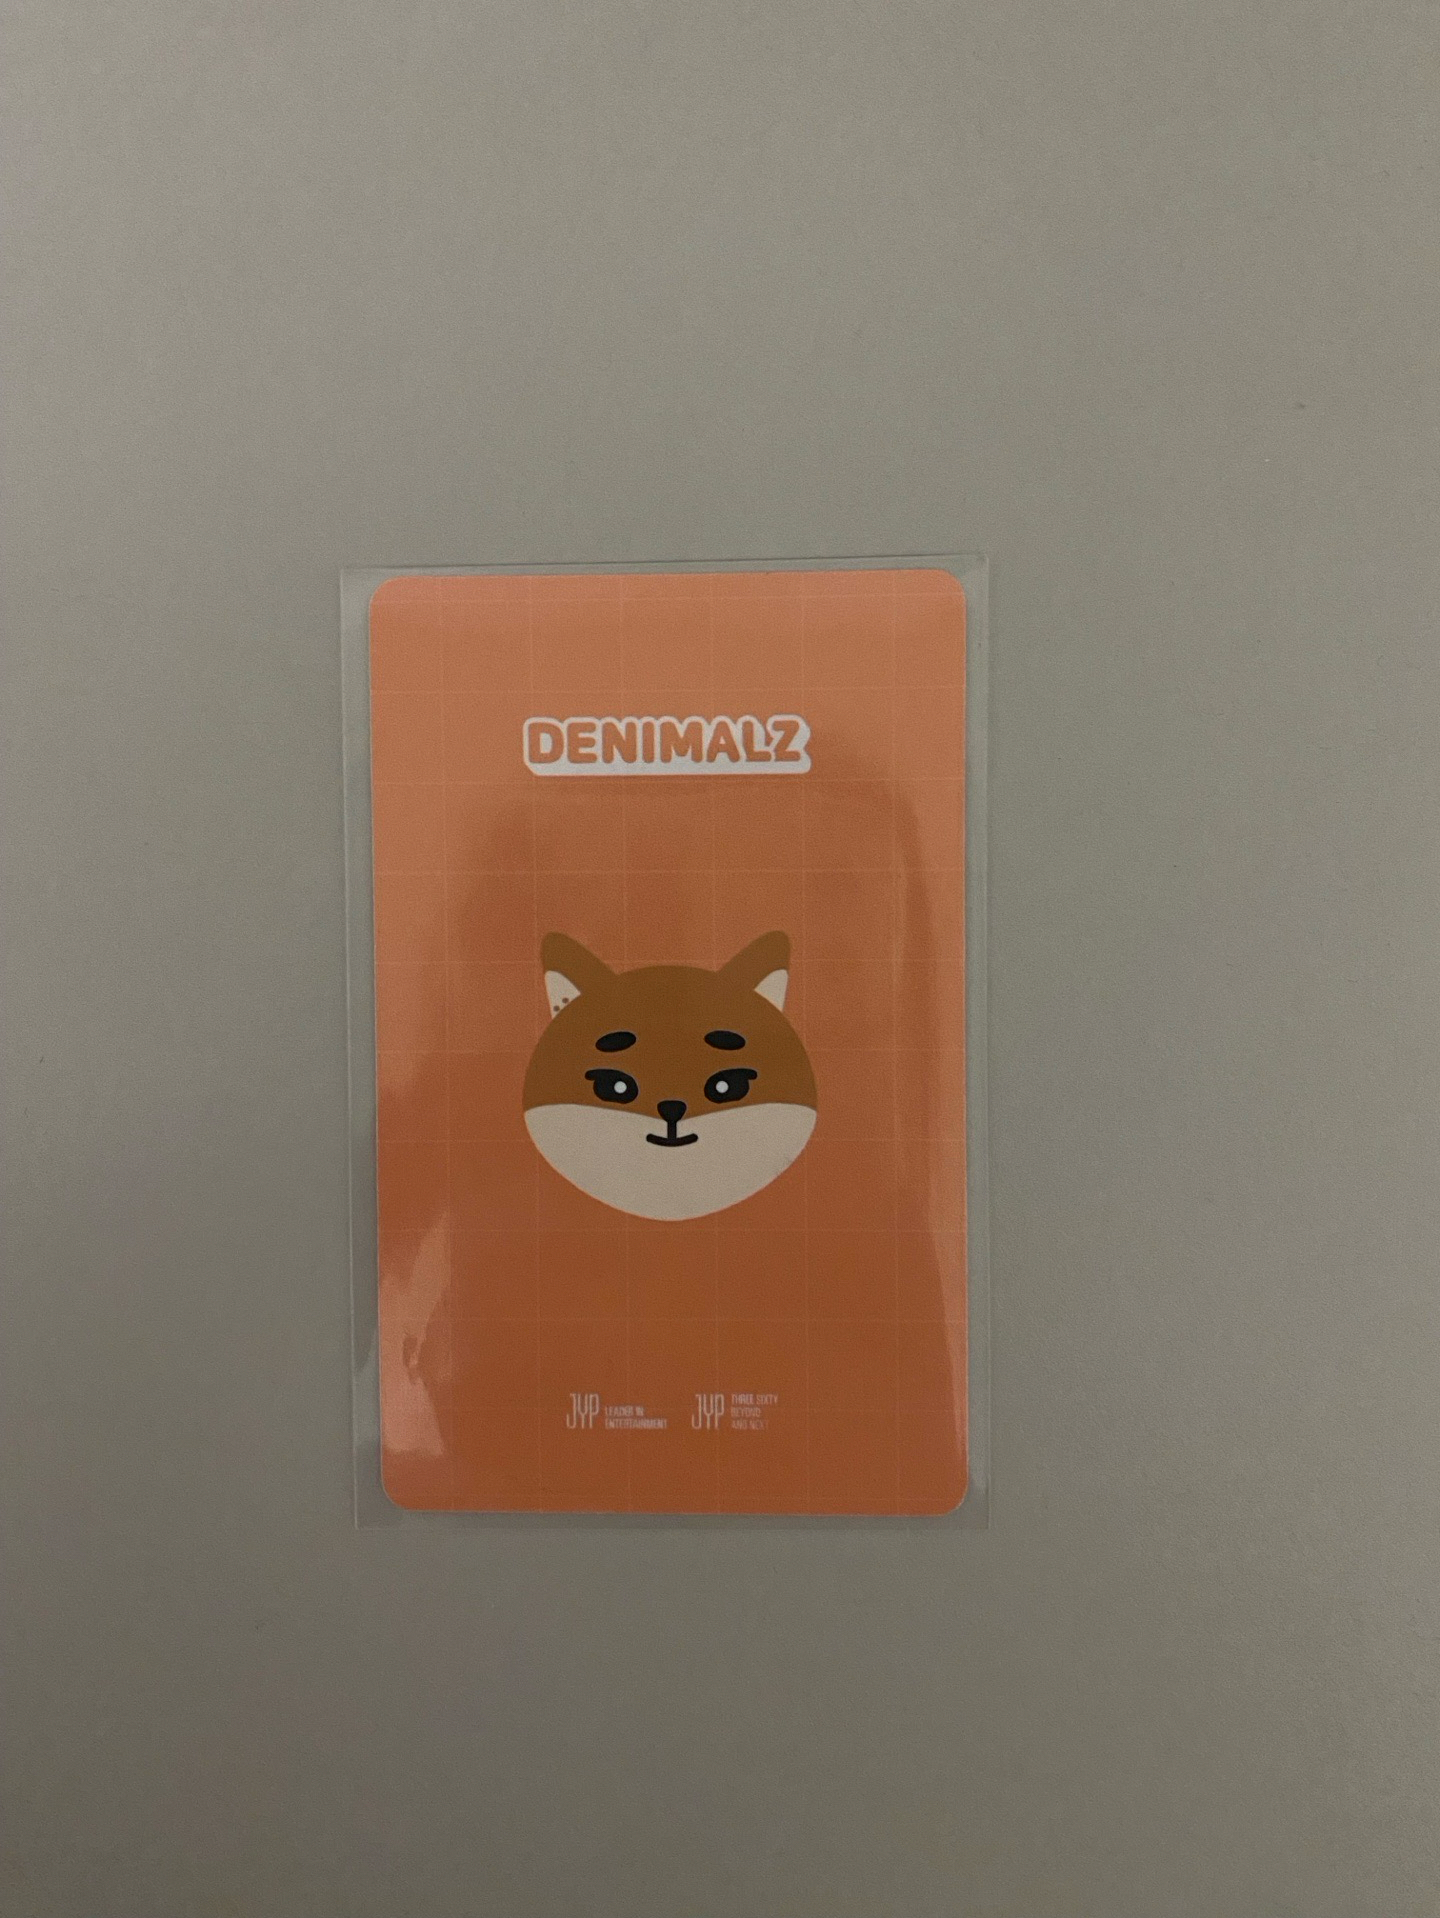 DENIMALZ
JYP LEADER IN
ENTERTAINMENT
JYP THREE SIXTY
BEYOND
AND NEXT